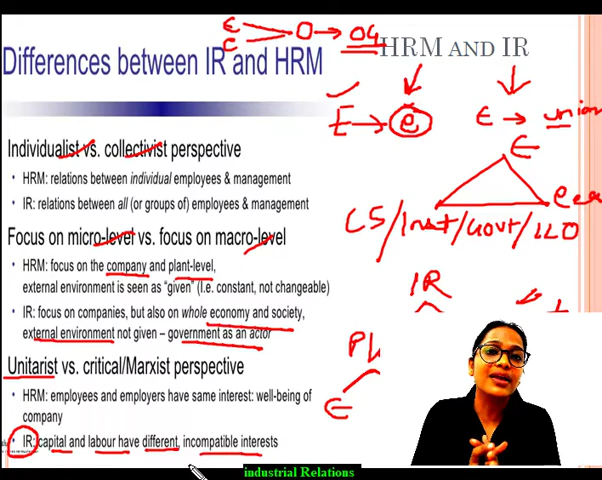 E
E
O → OG
Differences between IR and HRM
HRM AND IR
E → e
E → union
E
Individualist vs. collectivist perspective
• HRM: relations between individual employees & management
• IR: relations between all (or groups of) employees & management
Focus on micro-level vs. focus on macro-level
• HRM: focus on the company and plant-level,
external environment is seen as “given” (I.e. constant, not changeable)
• IR: focus on companies, but also on whole economy and society,
external environment not given – government as an actor
/Govt/ILO
IR
E
Unitarist vs. critical/Marxist perspective
• HRM: employees and employers have same interest: well-being of
company
• IR: capital and labour have different, incompatible interests
industrial Relations